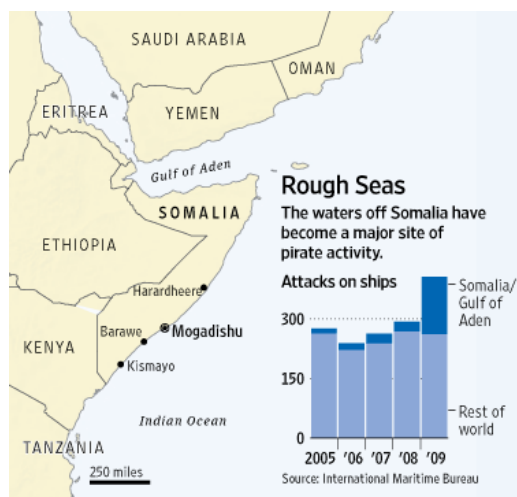 SAUDI ARABIA
OMAN
ERITREA
YEMEN
Gulf of Aden
SOMALIA
ETHIOPIA
Harardheere
Barawe
Mogadishu
KENYA
Kismayo
Indian Ocean
TANZANIA
250 miles
Rough Seas
The waters off Somalia have
become a major site of
pirate activity.
Attacks on ships
Somalia/
Gulf of
Aden
300
150
Rest of
world
0
2005 '06 '07 '08 '09
Source: International Maritime Bureau